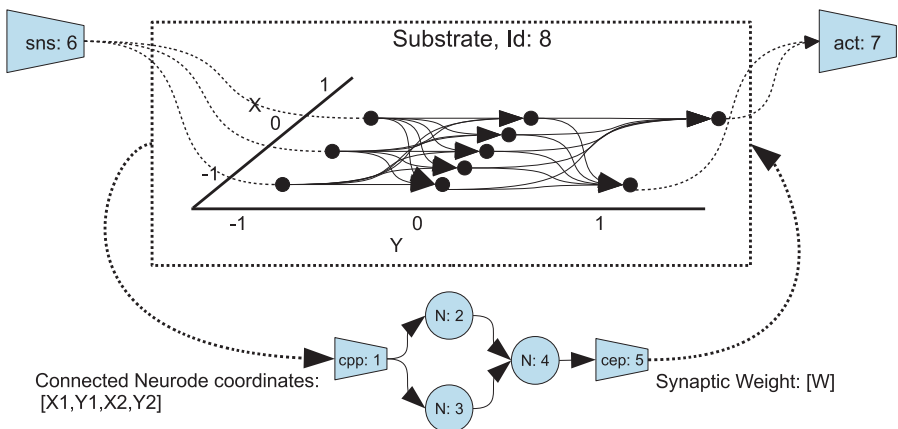 sns: 6
Substrate, Id: 8
act: 7
1
X
0
-1
-1
0
1
Y
N: 2
cpp: 1
N: 4
cep: 5
N: 3
Connected Neurode coordinates:
[X1,Y1,X2,Y2]
Synaptic Weight: [W]